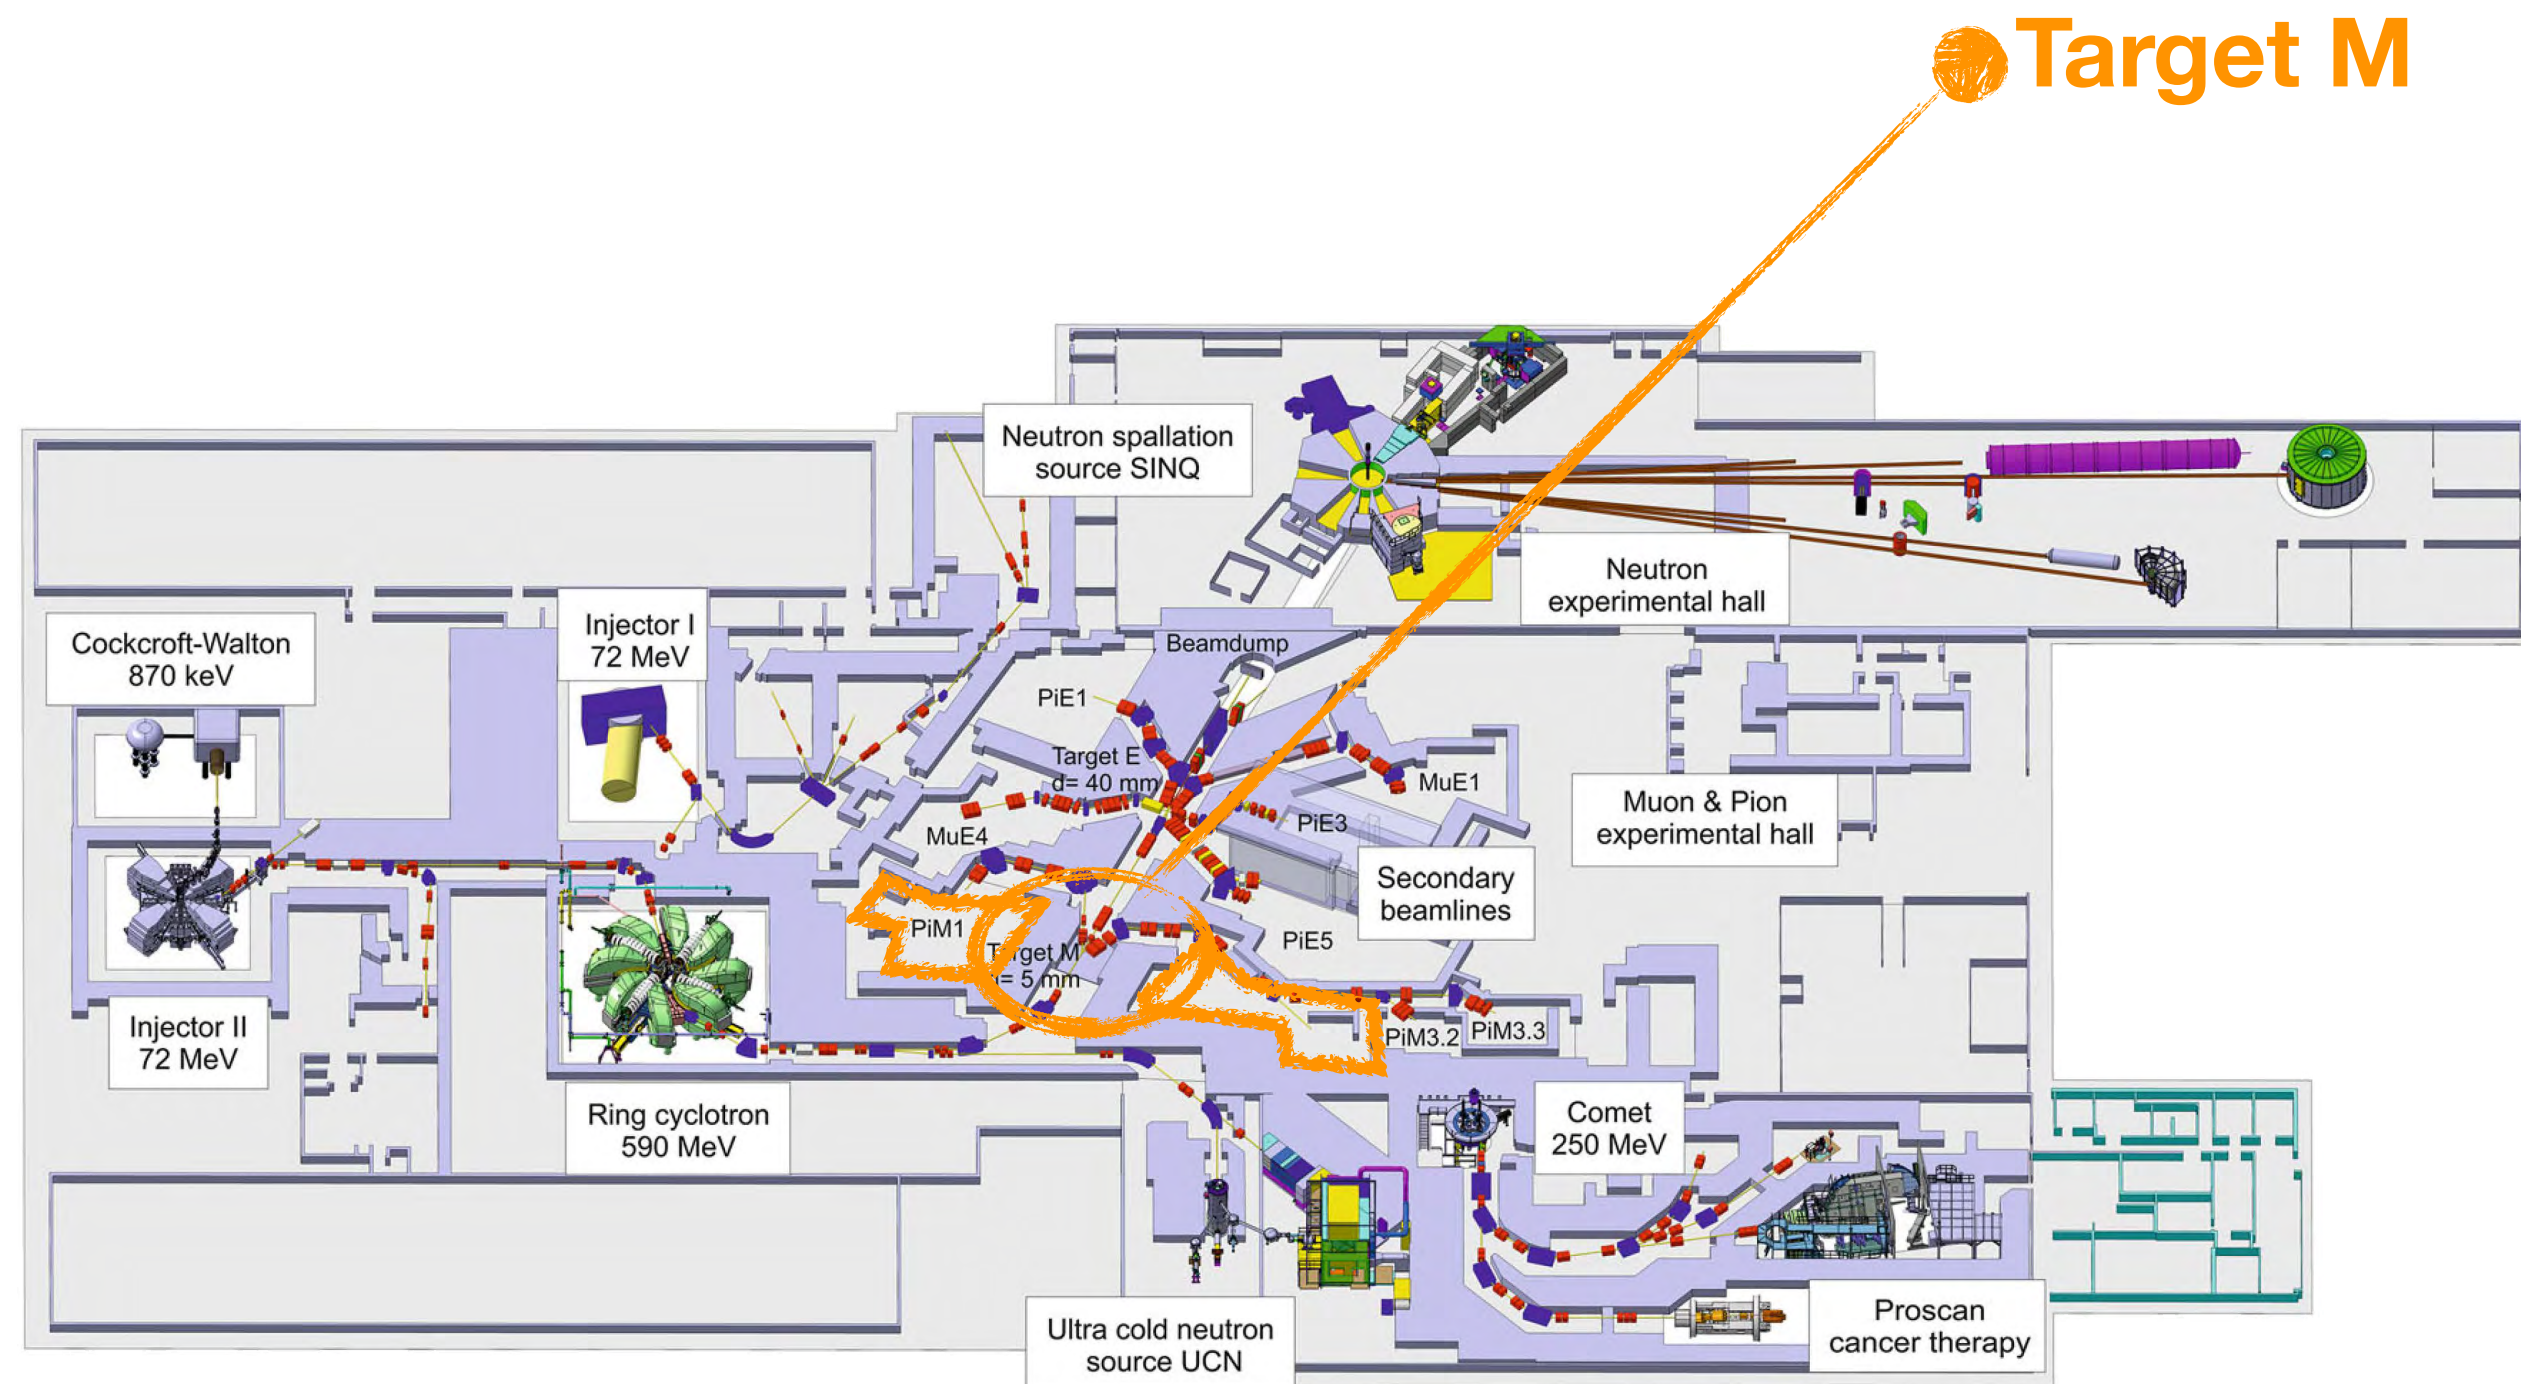 Target M
Neutron spallation
source SINQ
Neutron
experimental hall
Cockcroft-Walton
870 keV
Injector I
72 MeV
Beamdump
PiE1
Target E
d= 40 mm
MuE1
Muon & Pion
experimental hall
MuE4
PiE3
Secondary
beamlines
PiM1
Target M
= 5 mm
PiE5
PiM3.2
PiM3.3
Injector II
72 MeV
Ring cyclotron
590 MeV
Comet
250 MeV
Ultra cold neutron
source UCN
Proscan
cancer therapy